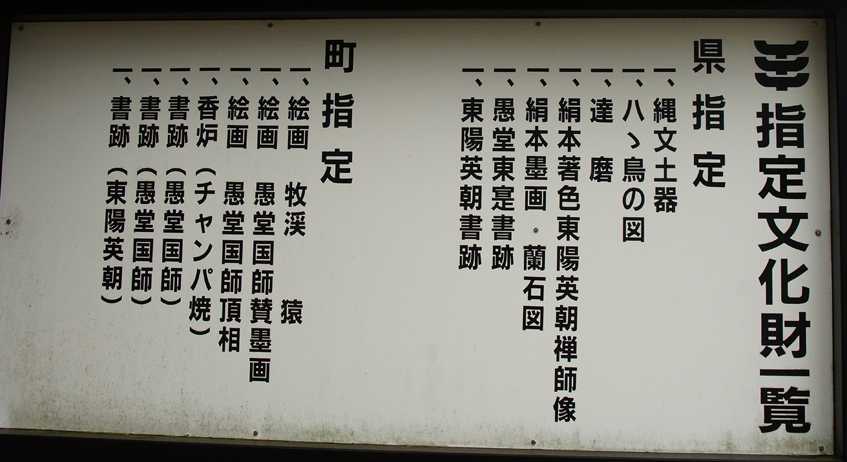 指定文化財一覧
県指定
一、縄文土器
一、八ゝ鳥の図
一、達磨
一、絹本著色東陽英朝禅師像
一、絹本墨画・蘭石図
一、愚堂東寔書跡
一、東陽英朝書跡
町指定
一、絵画 牧渓 猿
一、絵画 愚堂国師賛墨画
一、絵画 愚堂国師頂相
一、香炉(チャンパ焼)
一、書跡(愚堂国師)
一、書跡(愚堂国師)
一、書跡(東陽英朝)